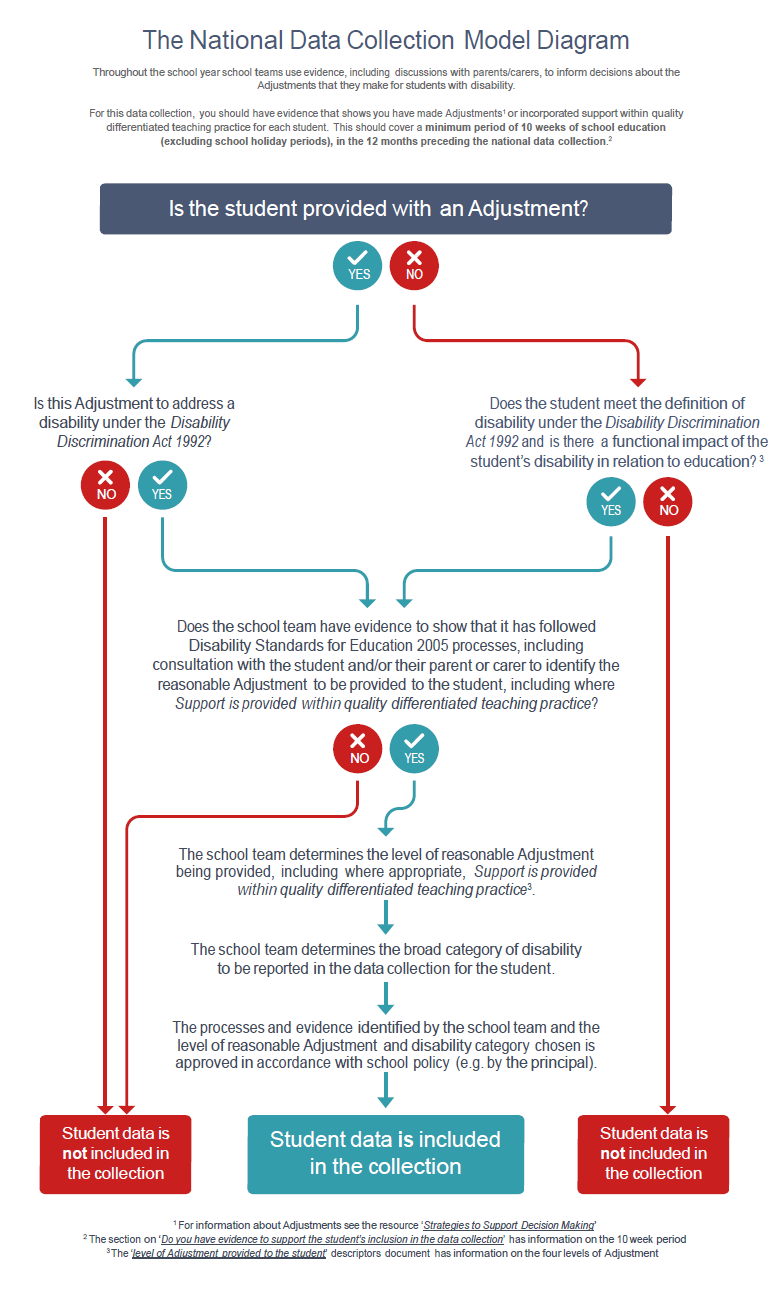 The National Data Collection Model Diagram
Throughout the school year school teams use evidence, including discussions with parents/carers, to inform decisions about the
Adjustments that they make for students with disability.
For this data collection, you should have evidence that shows you have made Adjustments¹ or incorporated support within quality
differentiated teaching practice for each student. This should cover a minimum period of 10 weeks of school education
(excluding school holiday periods), in the 12 months preceding the national data collection.²
Is the student provided with an Adjustment?
YES
NO
Is this Adjustment to address a
disability under the Disability
Discrimination Act 1992?
NO
YES
Does the student meet the definition of
disability under the Disability Discrimination
Act 1992 and is there a functional impact of the
student's disability in relation to education? ³
YES
NO
Does the school team have evidence to show that it has followed
Disability Standards for Education 2005 processes, including
consultation with the student and/or their parent or carer to identify the
reasonable Adjustment to be provided to the student, including where
Support is provided within quality differentiated teaching practice?
NO
YES
The school team determines the level of reasonable Adjustment
being provided, including where appropriate, Support is provided
within quality differentiated teaching practice³.
The school team determines the broad category of disability
to be reported in the data collection for the student.
The processes and evidence identified by the school team and the
level of reasonable Adjustment and disability category chosen is
approved in accordance with school policy (e.g. by the principal).
Student data is
not included in
the collection
Student data is included
in the collection
Student data is
not included in
the collection
¹ For information about Adjustments see the resource 'Strategies to Support Decision Making'
² The section on 'Do you have evidence to support the student's inclusion in the data collection' has information on the 10 week period
³ The 'level of Adjustment provided to the student' descriptors document has information on the four levels of Adjustment